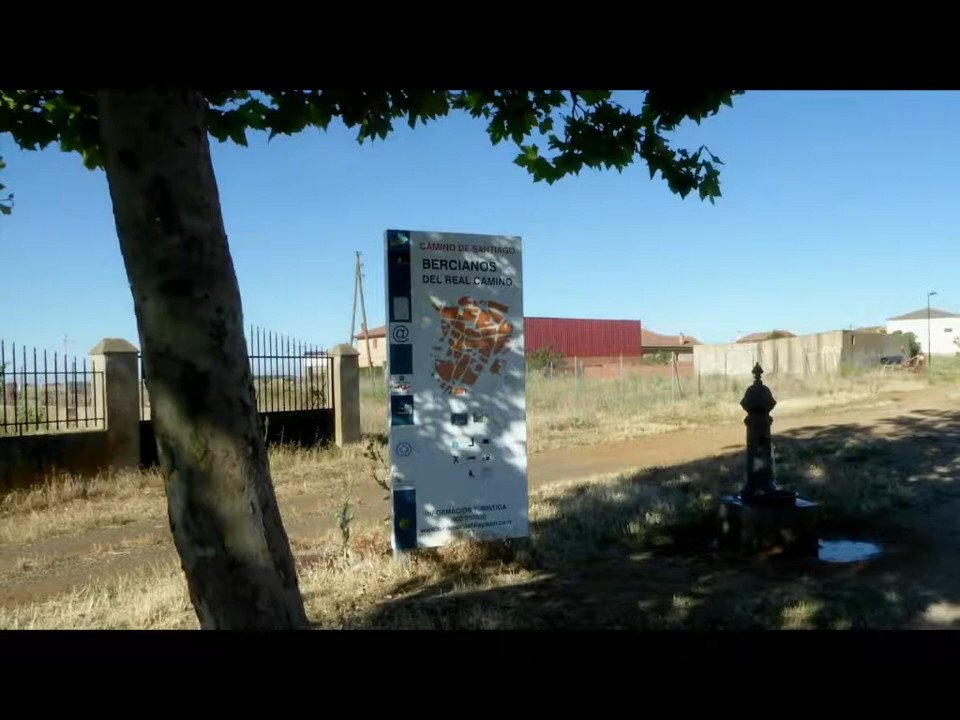 CAMINO DE SANTIAGO
BERCIANOS
DEL REAL CAMINO
@
INFORMACIÓN TURÍSTICA